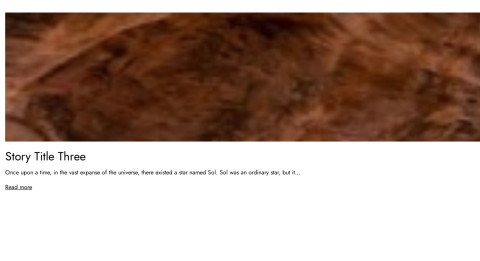 Story Title Three
Once upon a time, in the vast expanse of the universe, there existed a star named Sol. Sol was an ordinary star, but it...
Read more